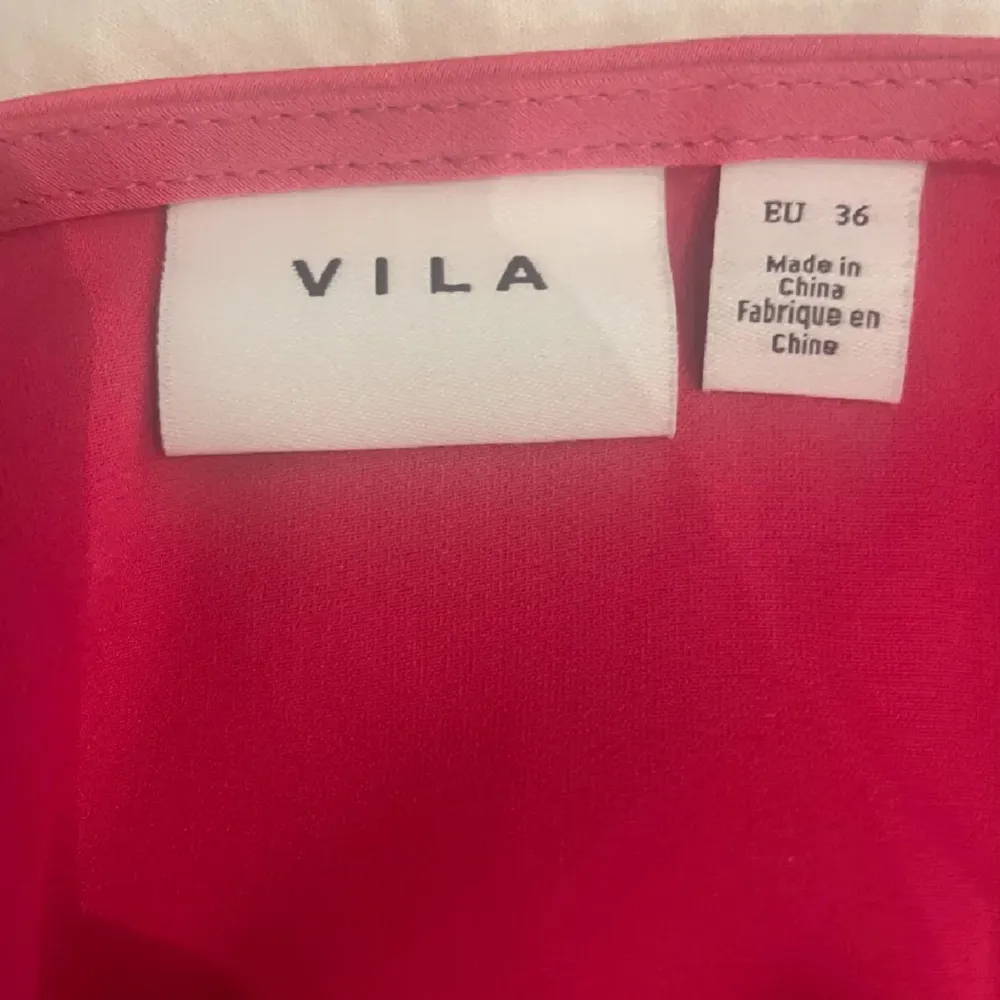 VILA
EU 36
Made in
China
Fabrique en
Chine